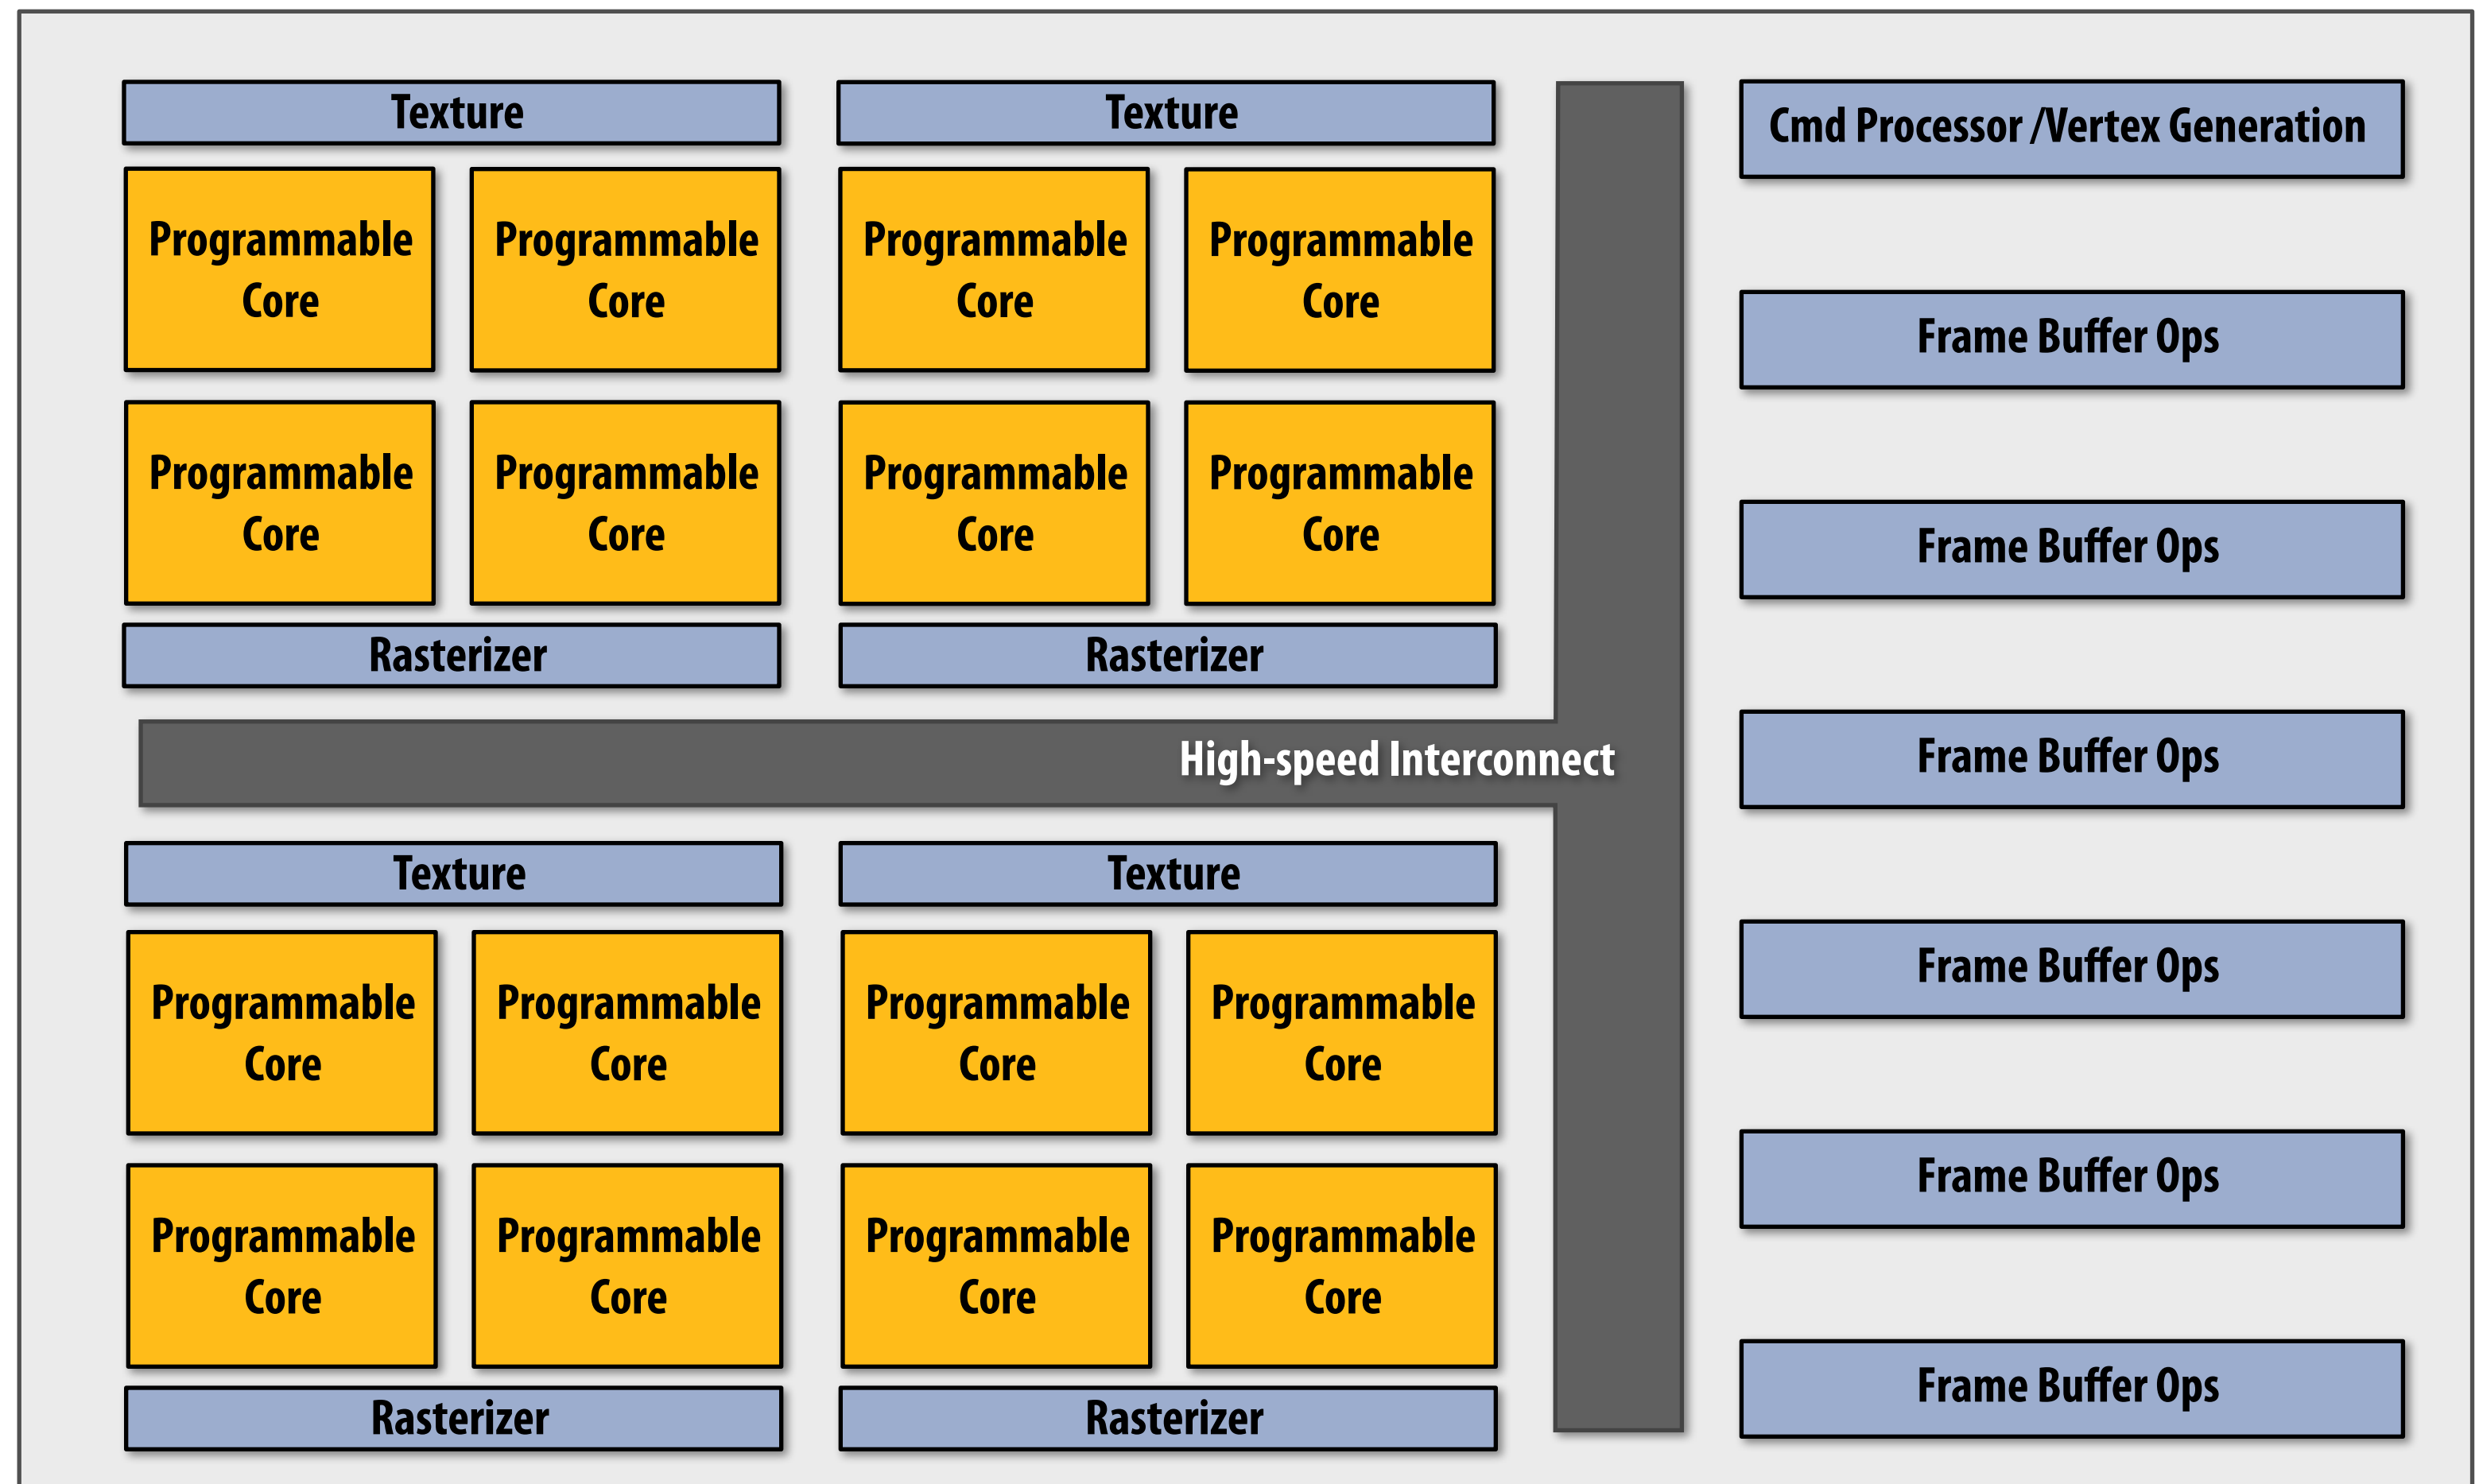 Texture
Programmable
Core
Programmable
Core
Programmable
Core
Programmable
Core
Rasterizer
Texture
Programmable
Core
Programmable
Core
Programmable
Core
Programmable
Core
Rasterizer
High-speed Interconnect
Texture
Programmable
Core
Programmable
Core
Programmable
Core
Programmable
Core
Rasterizer
Texture
Programmable
Core
Programmable
Core
Programmable
Core
Programmable
Core
Rasterizer
Cmd Processor /Vertex Generation
Frame Buffer Ops
Frame Buffer Ops
Frame Buffer Ops
Frame Buffer Ops
Frame Buffer Ops
Frame Buffer Ops